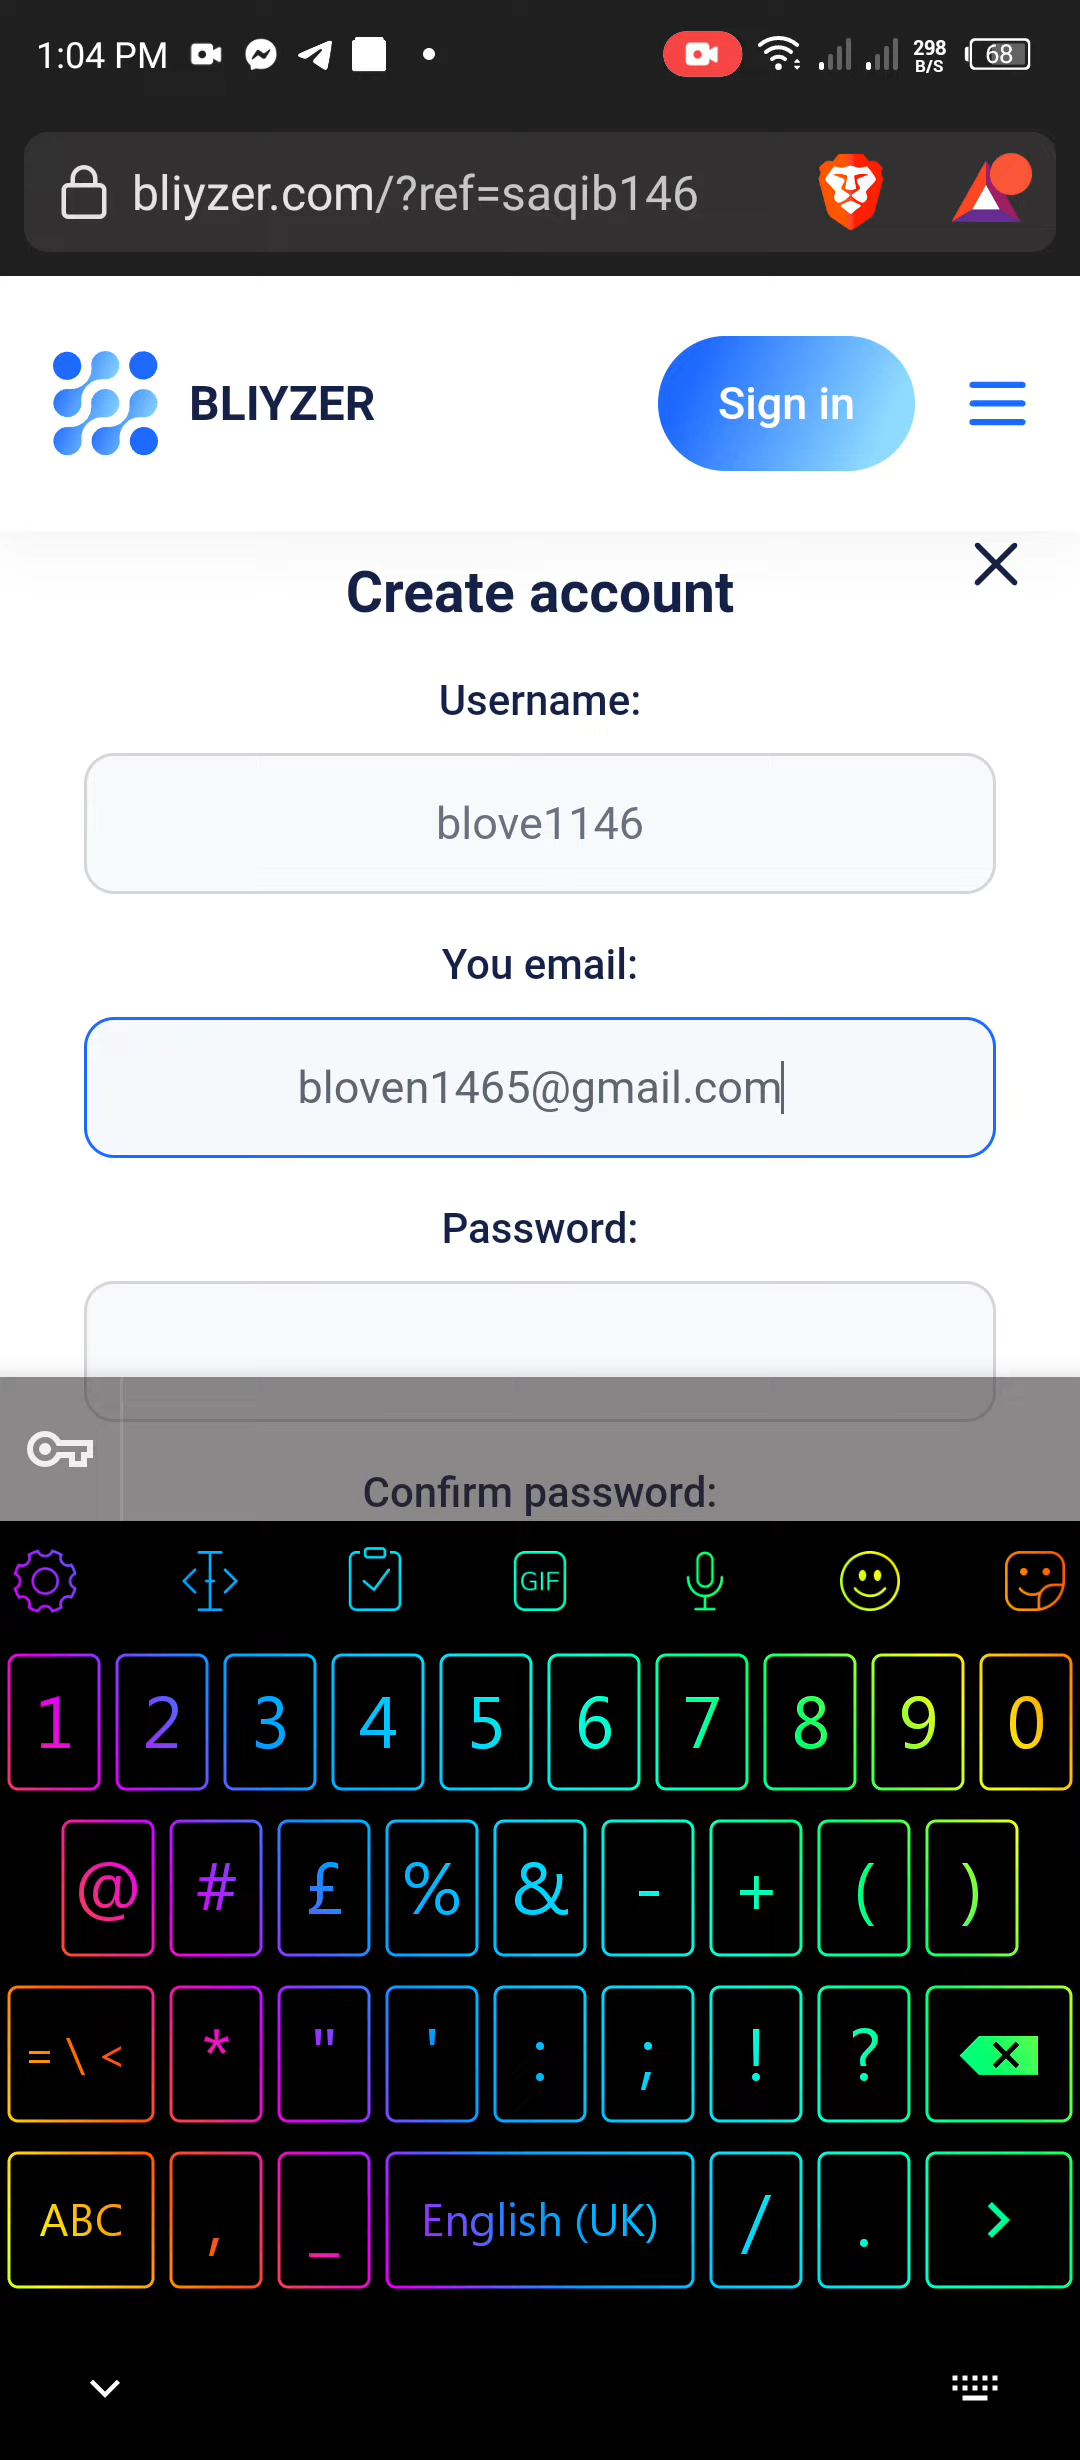 1:04 PM
298
B/S
68
bliyzer.com/?ref=saqib146
BLIYZER
Sign in
Create account
Username:
blove1146
You email:
bloven1465@gmail.com
Password:
Confirm password:
GIF
1 2 3 4 5 6 7 8 9 0
@ # £ % & - + ( )
= \ < * " ' : ; ! ?
ABC , _ English (UK) / .